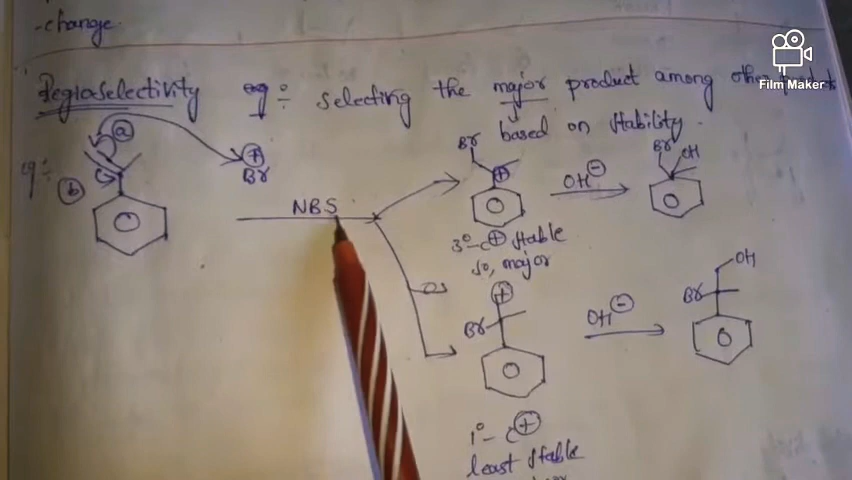 -change.
Film Maker
Regioselectivity eg ÷ selecting the major product among other
based on stability.
eg ÷
a
b
+
Br
NBS
Br
+
OH ⊖
Br OH
3° - C⊕ stable
so, major
+
Br
OH ⊖
OH
Br
1° - C⊕
least stable